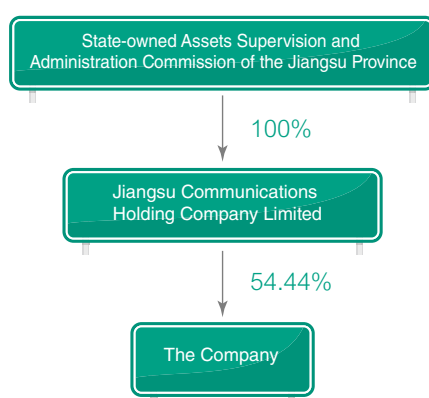 State-owned Assets Supervision and
Administration Commission of the Jiangsu Province
100%
Jiangsu Communications
Holding Company Limited
54.44%
The Company